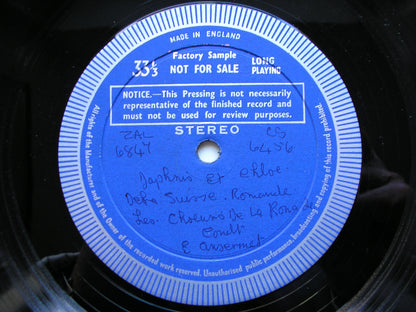 MADE IN ENGLAND
Factory Sample
33⅓ NOT FOR SALE LONG PLAYING
NOTICE.—This Pressing is not necessarily
representative of the finished record and
must not be used for review purposes.
STEREO
ZAL CS
6847 6456
Daphnis et Chloe
Suisse Romande
Les Choeurs De La
E Ansermet
All rights of the Manufacturer and of the Owner of the recorded work reserved. Unauthorised public performance, broadcasting and copying of this record prohibited.